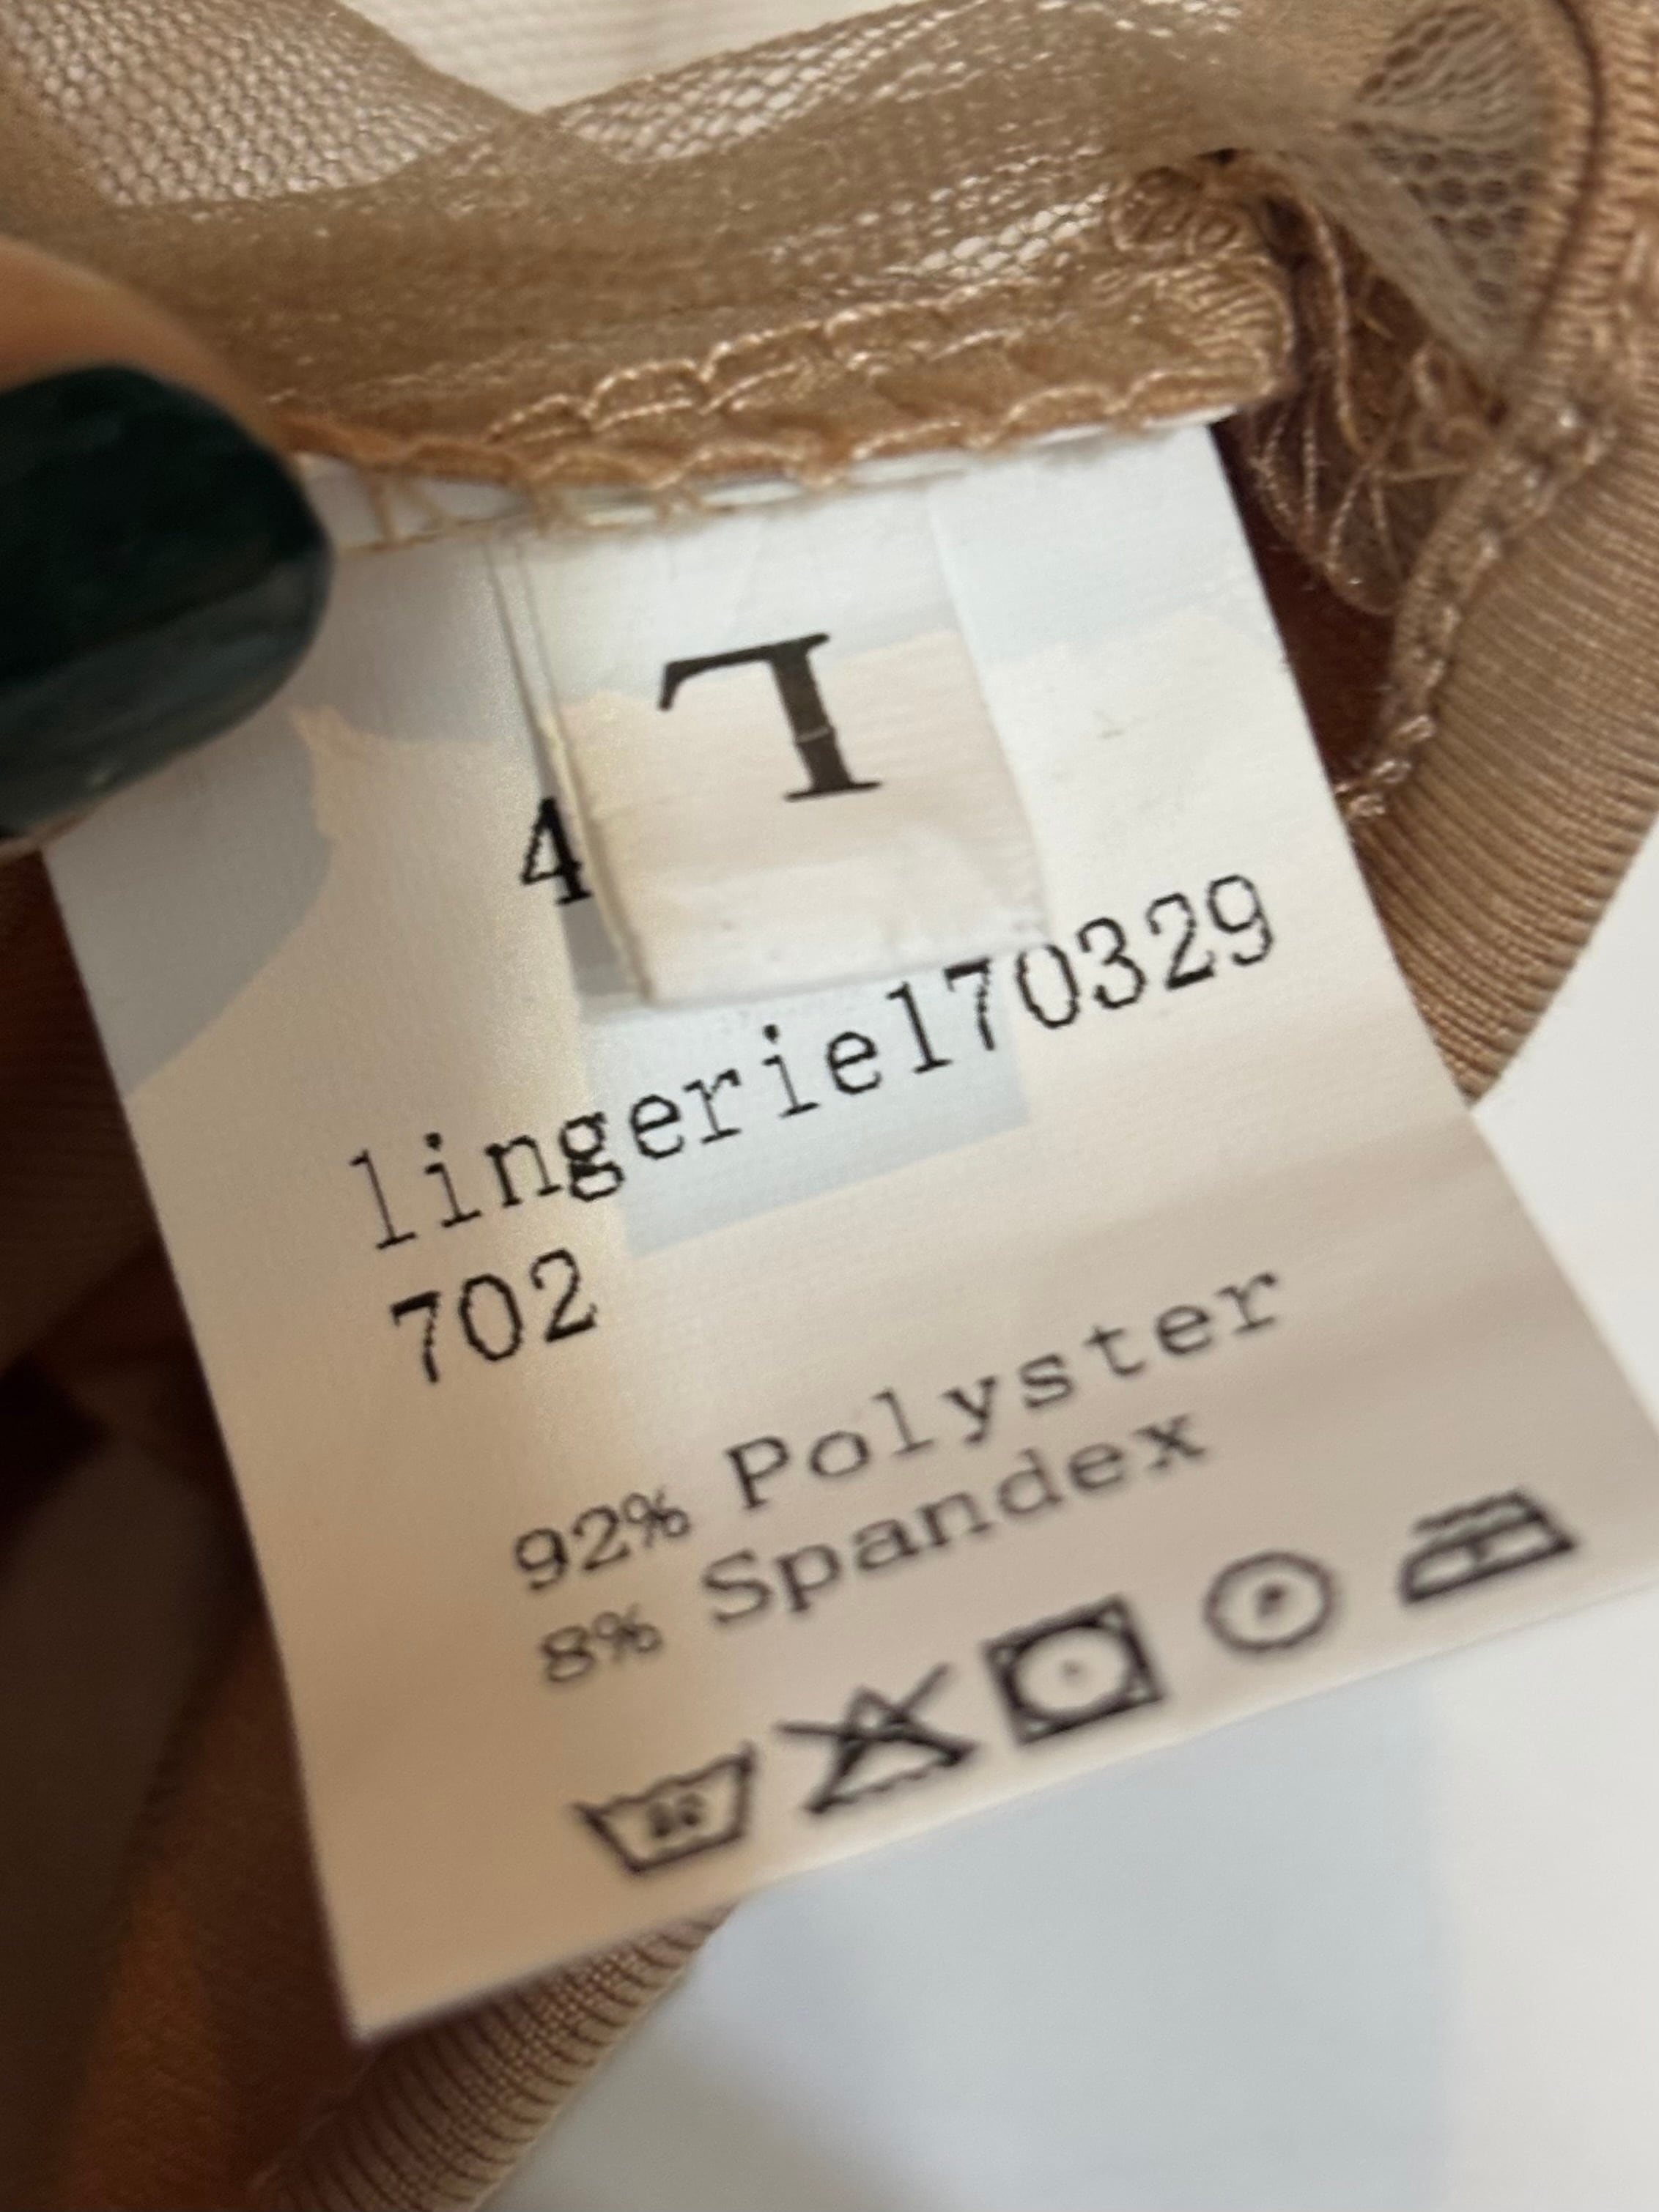 L
4
lingerie170329
702
92% Polyster
8% Spandex